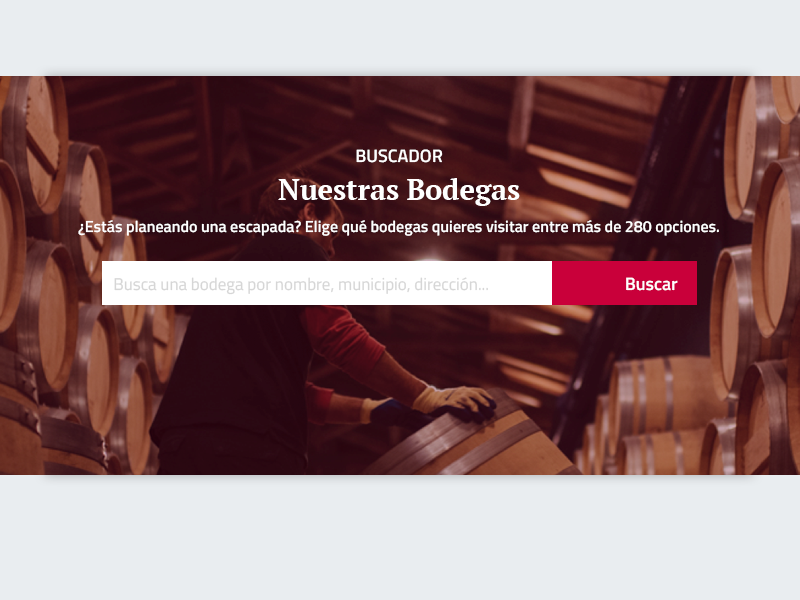 BUSCADOR
Nuestras Bodegas
¿Estás planeando una escapada? Elige qué bodegas quieres visitar entre más de 280 opciones.
Busca una bodega por nombre, municipio, dirección... Buscar